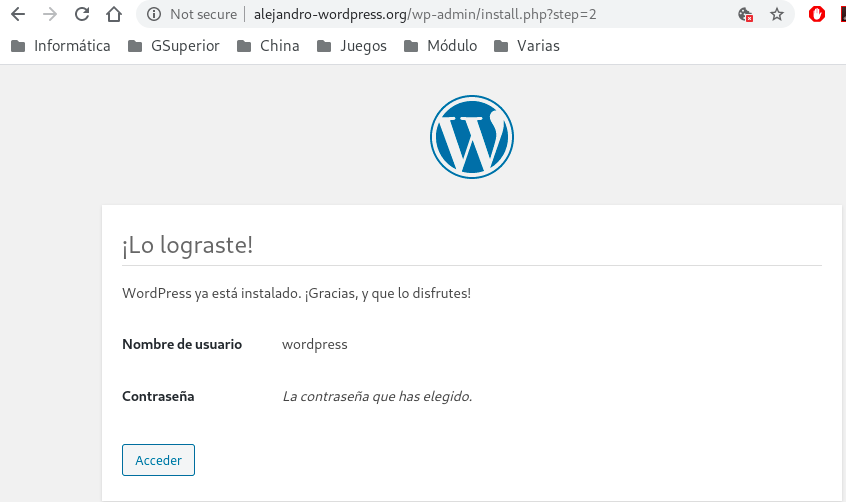 Not secure | alejandro-wordpress.org/wp-admin/install.php?step=2
Informática GSuperior China Juegos Módulo Varias
W
¡Lo lograste!
WordPress ya está instalado. ¡Gracias, y que lo disfrutes!
Nombre de usuario wordpress
Contraseña La contraseña que has elegido.
Acceder